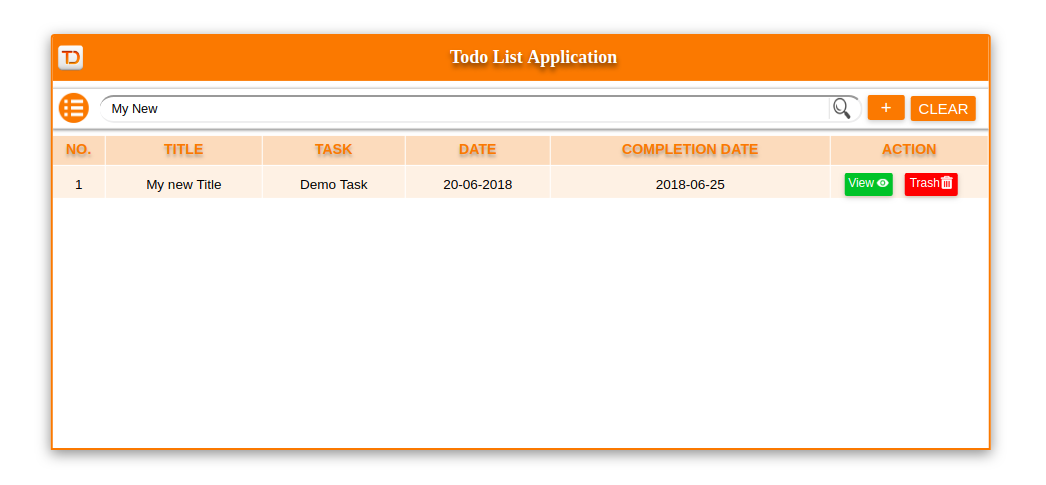 TD
Todo List Application
My New
+
CLEAR
NO. TITLE TASK DATE COMPLETION DATE ACTION
1 My new Title Demo Task 20-06-2018 2018-06-25 View Trash